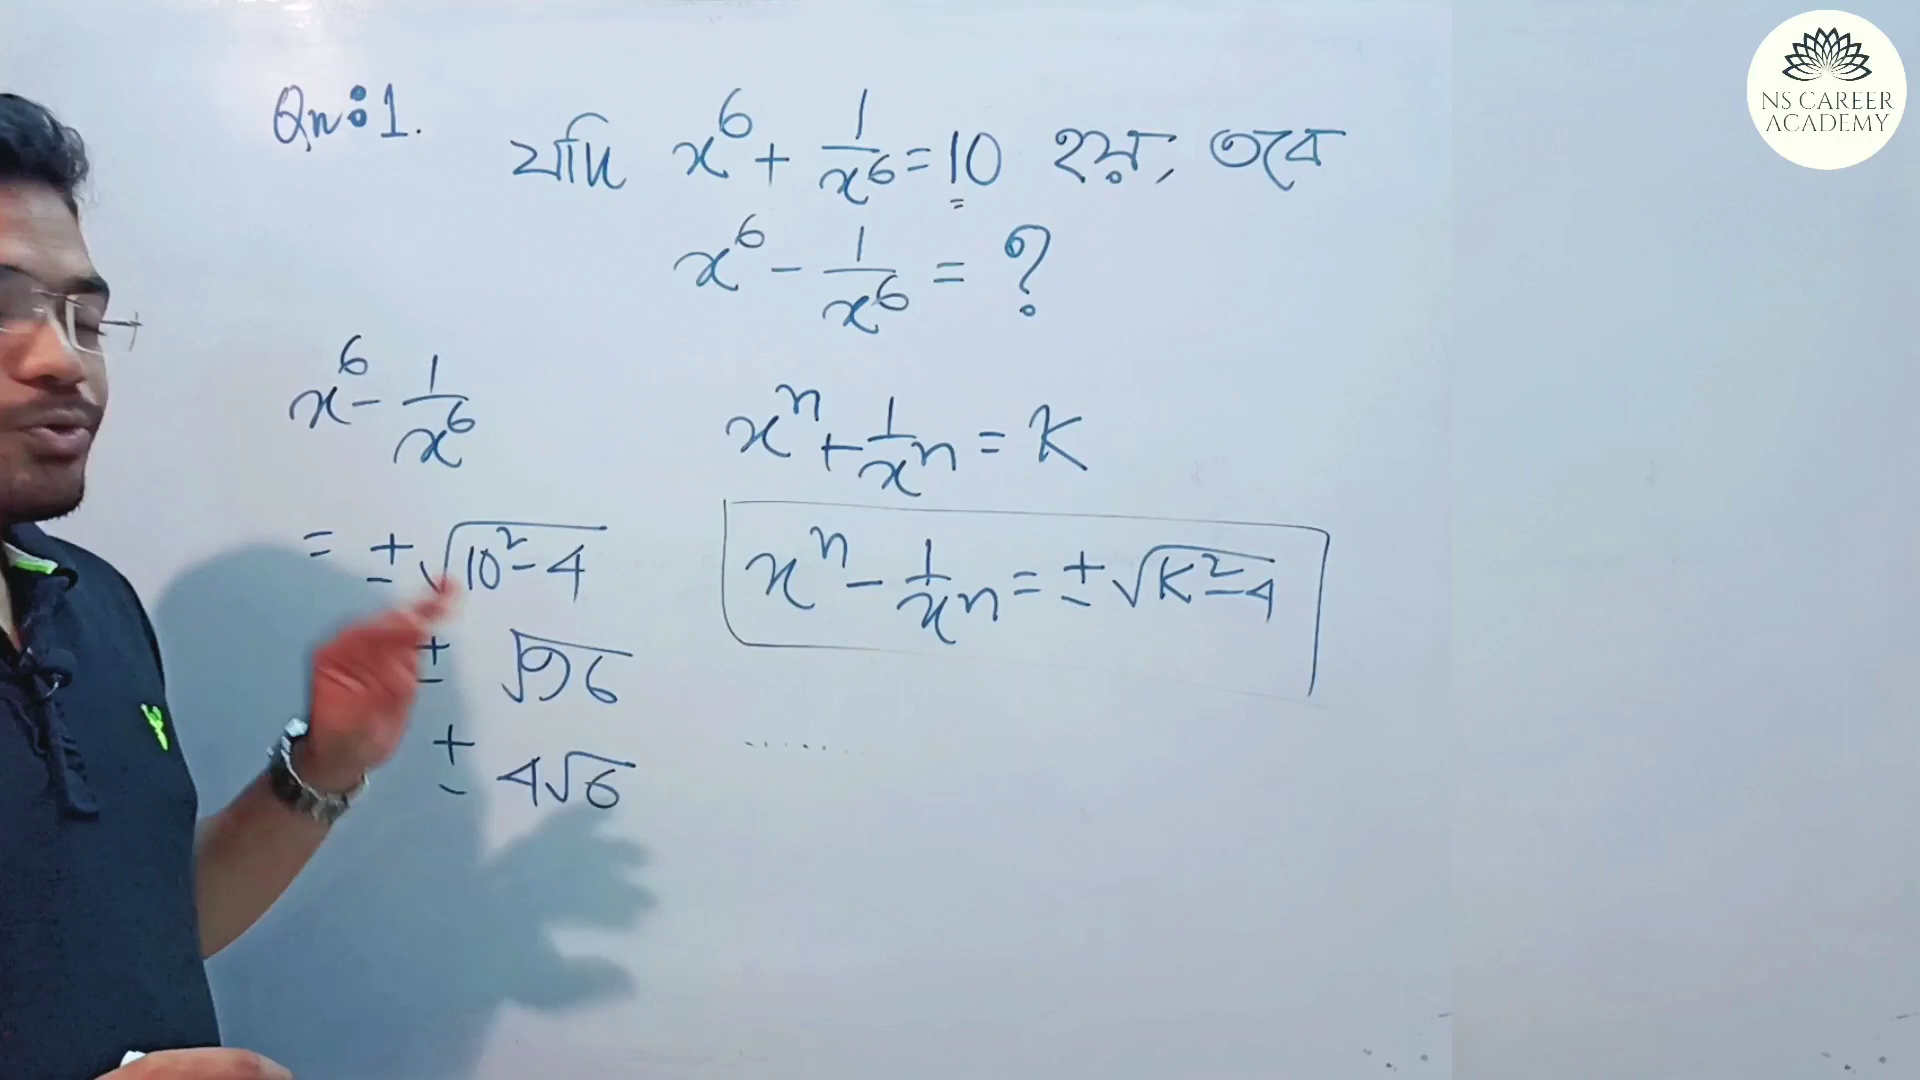 Qn: 1.
যদি x⁶ + 1/x⁶ = 10 হয়, তবে
x⁶ - 1/x⁶ = ?
x⁶ - 1/x⁶
= ± √(10² - 4)
± √96
± 4√6
xⁿ + 1/xⁿ = K
xⁿ - 1/xⁿ = ± √(K² - 4)
NS CAREER
ACADEMY